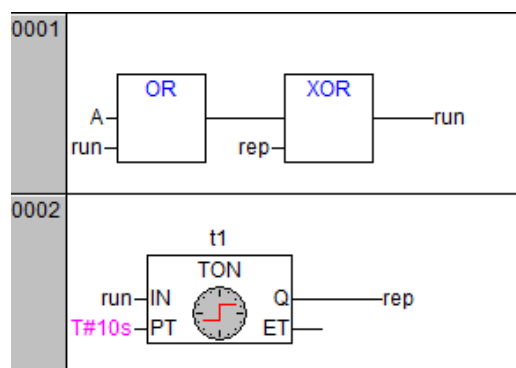 0001
OR XOR
A run
run rep
0002
t1
TON
run IN Q rep
T#10s PT ET